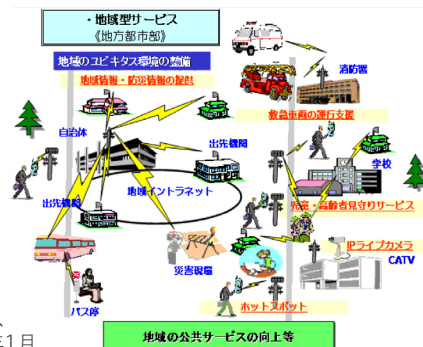 ・地域型サービス
《地方都市部》
地域のユビキタス環境の整備
地域情報・防災情報の提供
消防署
救急車両の運行支援
自治体
出先機関
学校
地域イントラネット
出先機関
児童・高齢者見守りサービス
IPライブカメラ
CATV
災害現場
バス停
ホットスポット
地域の公共サービスの向上等
1日